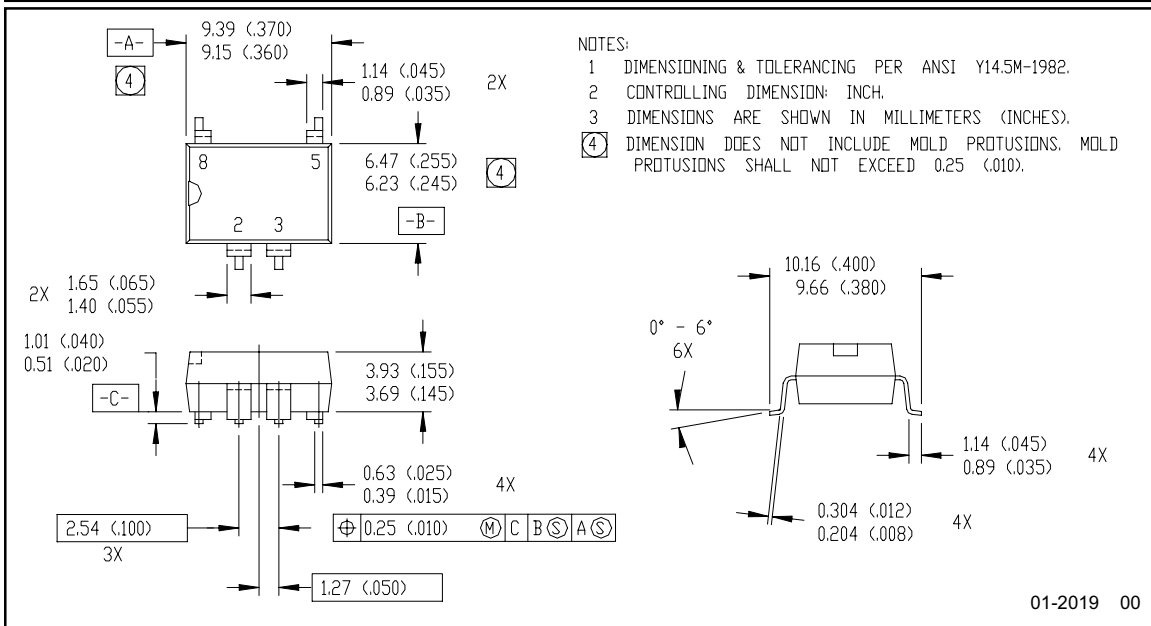 -A-
9.39 (.370)
9.15 (.360)
4
1.14 (.045)
0.89 (.035)
2X
8
5
6.47 (.255)
6.23 (.245)
4
2 3
-B-
2X
1.65 (.065)
1.40 (.055)
1.01 (.040)
0.51 (.020)
-C-
3.93 (.155)
3.69 (.145)
0.63 (.025)
0.39 (.015)
4X
2.54 (.100)
3X
⌖ 0.25 (.010) Ⓜ C B Ⓢ A Ⓢ
1.27 (.050)
NOTES:
1 DIMENSIONING & TOLERANCING PER ANSI Y14.5M-1982.
2 CONTROLLING DIMENSION: INCH.
3 DIMENSIONS ARE SHOWN IN MILLIMETERS (INCHES).
4 DIMENSION DOES NOT INCLUDE MOLD PROTUSIONS. MOLD
PROTUSIONS SHALL NOT EXCEED 0.25 (.010).
10.16 (.400)
9.66 (.380)
0° - 6°
6X
1.14 (.045)
0.89 (.035)
4X
0.304 (.012)
0.204 (.008)
4X
01-2019 00